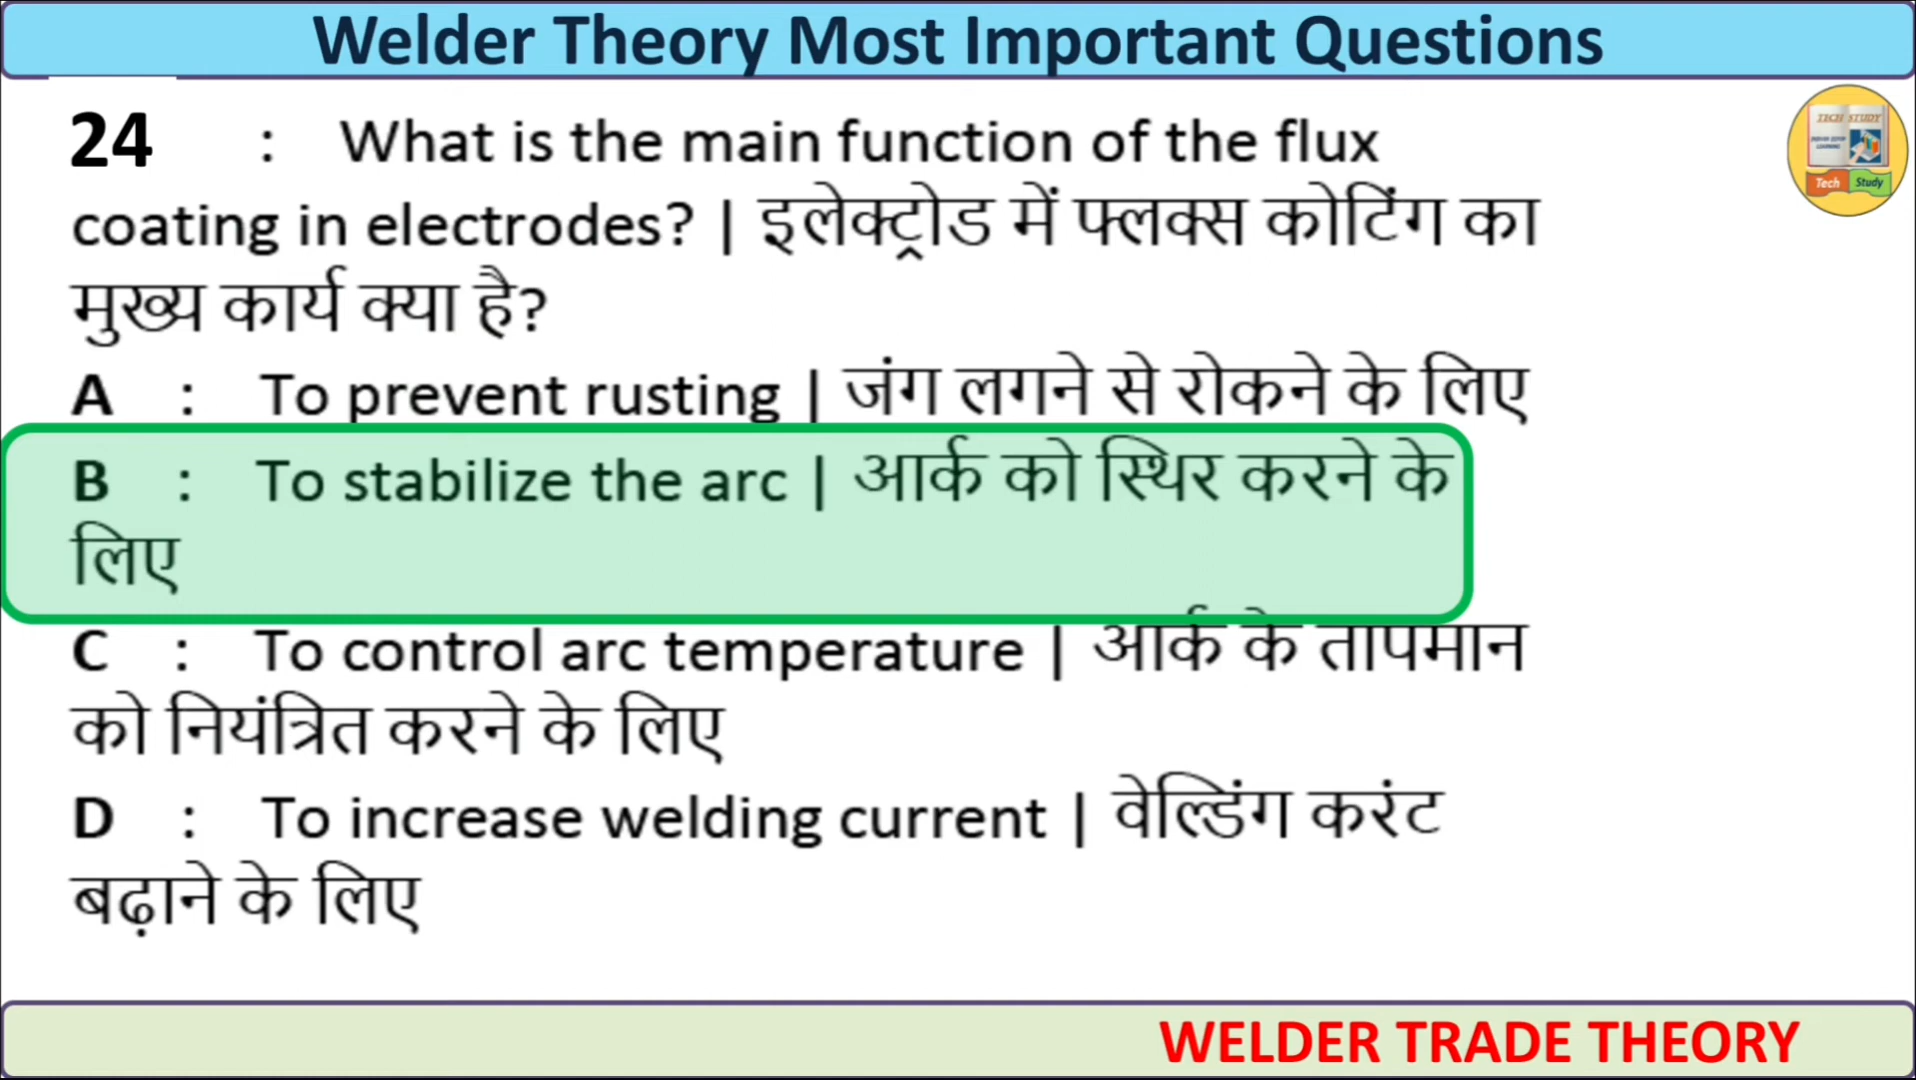 Welder Theory Most Important Questions
24 : What is the main function of the flux
coating in electrodes? | इलेक्ट्रोड में फ्लक्स कोटिंग का
मुख्य कार्य क्या है?
A : To prevent rusting | जंग लगने से रोकने के लिए
B : To stabilize the arc | आर्क को स्थिर करने के
लिए
C : To control arc temperature | आर्क के तापमान
को नियंत्रित करने के लिए
D : To increase welding current | वेल्डिंग करंट
बढ़ाने के लिए
TECH STUDY
Tech Study
WELDER TRADE THEORY